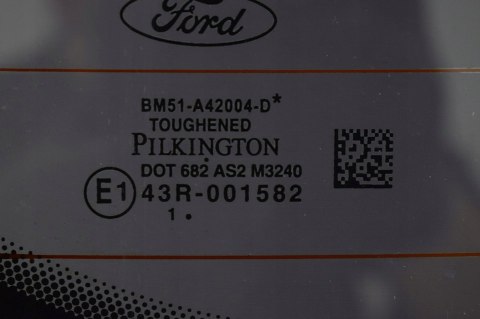 Ford
BM51-A42004-D*
TOUGHENED
PILKINGTON
DOT 682 AS2 M3240
E1 43R-001582
1 •